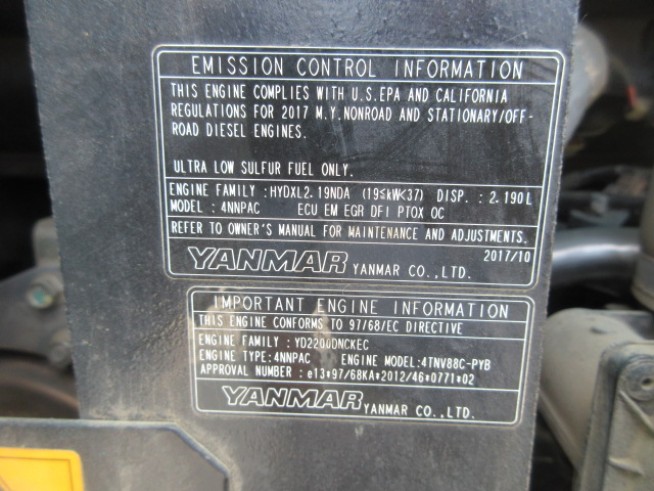 EMISSION CONTROL INFORMATION
THIS ENGINE COMPLIES WITH U.S.EPA AND CALIFORNIA
REGULATIONS FOR 2017 M.Y.NONROAD AND STATIONARY/OFF-
ROAD DIESEL ENGINES.
ULTRA LOW SULFUR FUEL ONLY.
ENGINE FAMILY :HYDXL2.19NDA (19≤kW<37) DISP. : 2.190L
MODEL : 4NNPAC ECU EM EGR DFI PTOX OC
REFER TO OWNER'S MANUAL FOR MAINTENANCE AND ADJUSTMENTS.
2017/10
YANMAR YANMAR CO.,LTD.
IMPORTANT ENGINE INFORMATION
THIS ENGINE CONFORMS TO 97/68/EC DIRECTIVE
ENGINE FAMILY : YD2200DNCKEC
ENGINE TYPE:4NNPAC ENGINE MODEL:4TNV88C-PYB
APPROVAL NUMBER : e13*97/68KA*2012/46*0771*02
YANMAR YANMAR CO.,LTD.